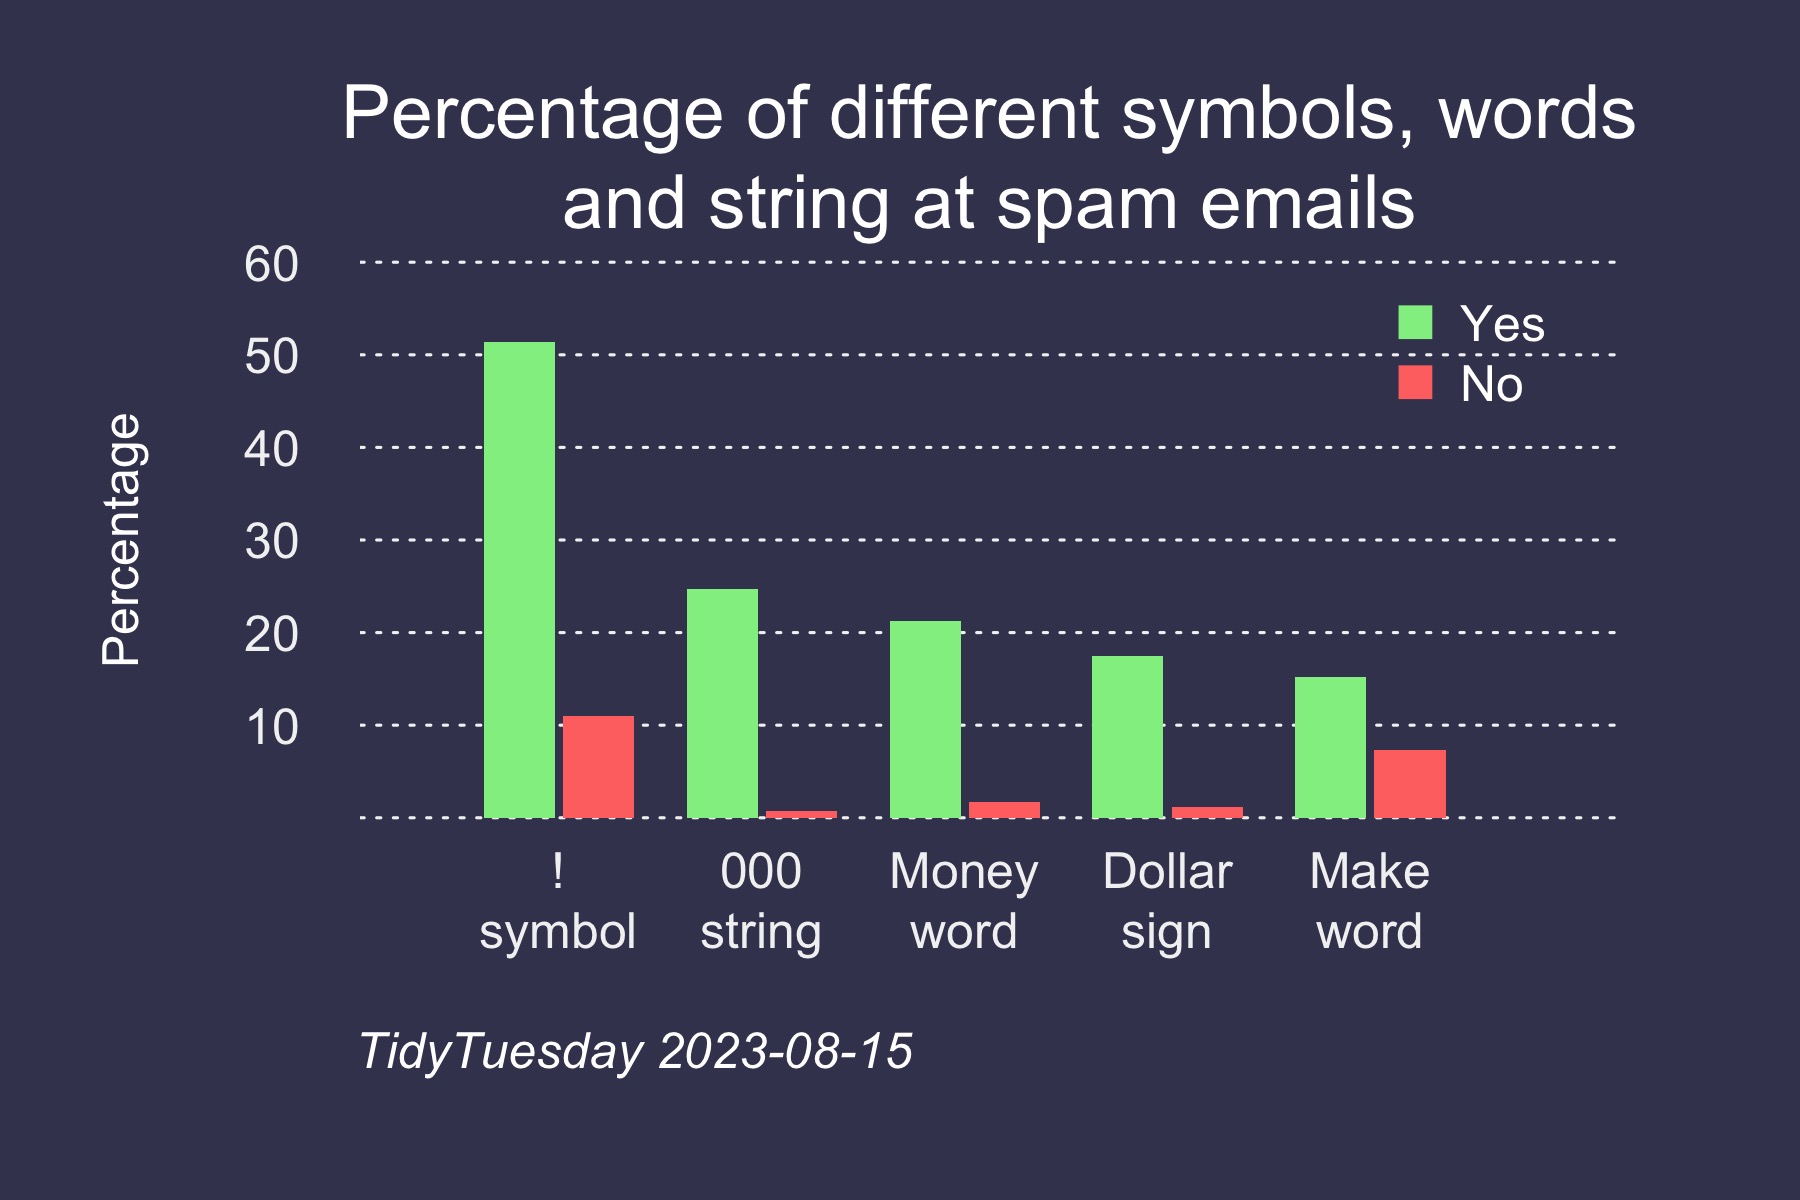 Percentage of different symbols, words
and string at spam emails
60
50
40
30
20
10
Percentage
Yes
No
!
symbol
000
string
Money
word
Dollar
sign
Make
word
TidyTuesday 2023-08-15